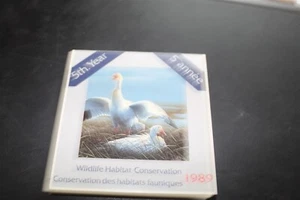 5th. Year
5e année
Wildlife Habitat Conservation
Conservation des habitats fauniques
1989